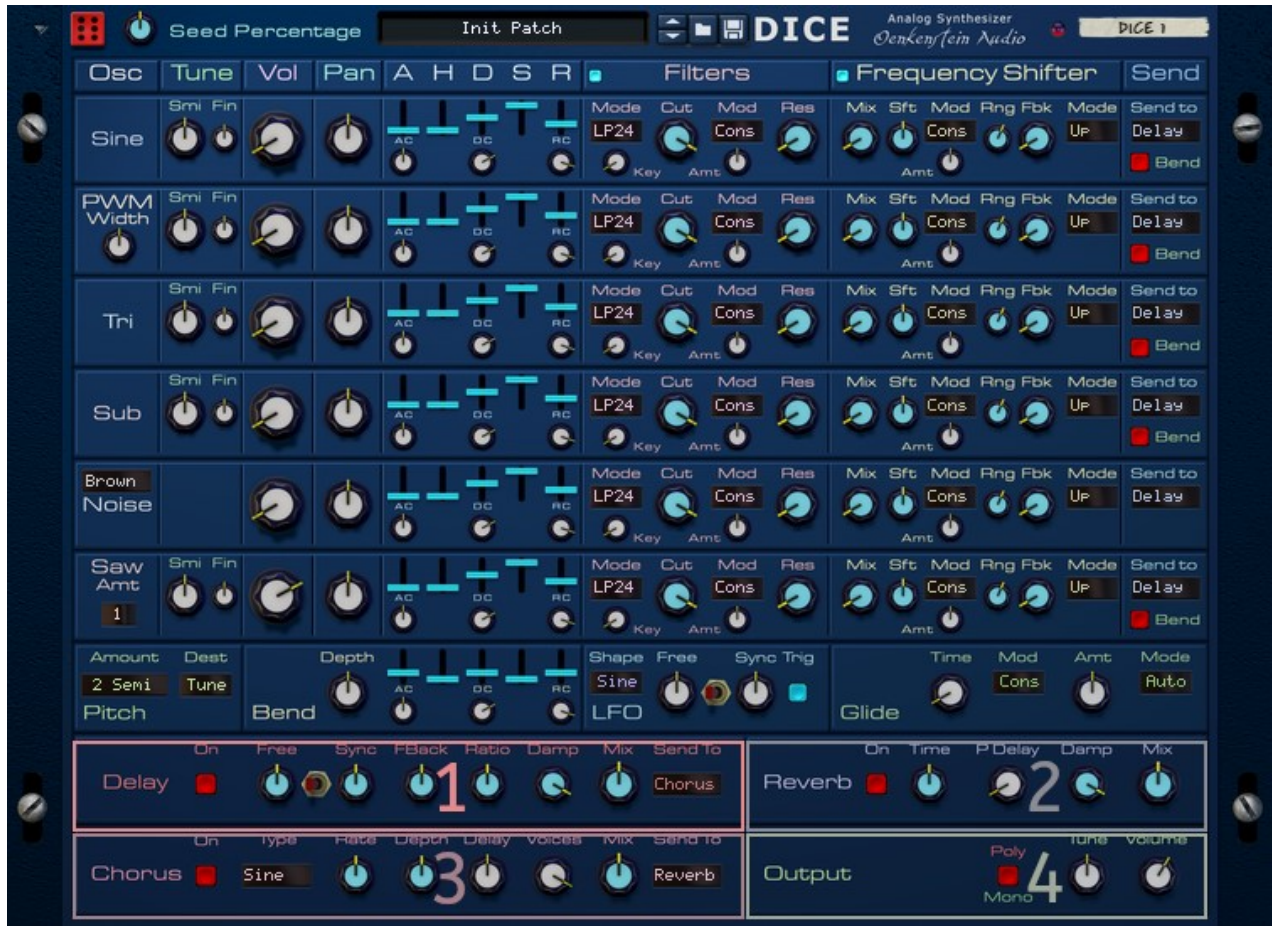 Seed Percentage Init Patch DICE Analog Synthesizer
Oenkenstein Audio DICE 1
Osc Tune Vol Pan A H D S R Filters Frequency Shifter Send
Smi Fin Mode Cut Mod Res Mix Sft Mod Rng Fbk Mode Send to
Sine AC DC RC LP24 Cons Cons Up Delay
Key Amt Amt Bend
PWM Smi Fin Mode Cut Mod Res Mix Sft Mod Rng Fbk Mode Send to
Width AC DC RC LP24 Cons Cons Up Delay
Key Amt Amt Bend
Smi Fin Mode Cut Mod Res Mix Sft Mod Rng Fbk Mode Send to
Tri AC DC RC LP24 Cons Cons Up Delay
Key Amt Amt Bend
Smi Fin Mode Cut Mod Res Mix Sft Mod Rng Fbk Mode Send to
Sub AC DC RC LP24 Cons Cons Up Delay
Key Amt Amt Bend
Brown Mode Cut Mod Res Mix Sft Mod Rng Fbk Mode Send to
Noise AC DC RC LP24 Cons Cons Up Delay
Key Amt Amt
Saw Smi Fin Mode Cut Mod Res Mix Sft Mod Rng Fbk Mode Send to
Amt AC DC RC LP24 Cons Cons Up Delay
1 Key Amt Amt Bend
Amount Dest Depth Shape Free Sync Trig Time Mod Amt Mode
2 Semi Tune AC DC RC Sine Cons Auto
Pitch Bend LFO Glide
On Free Sync FBack Ratio Damp Mix Send To On Time P Delay Damp Mix
Delay 1 Chorus Reverb 2
On Type Rate Depth Delay Voices Mix Send To Tune Volume
Chorus Sine 3 Reverb Output Poly 4
Mono